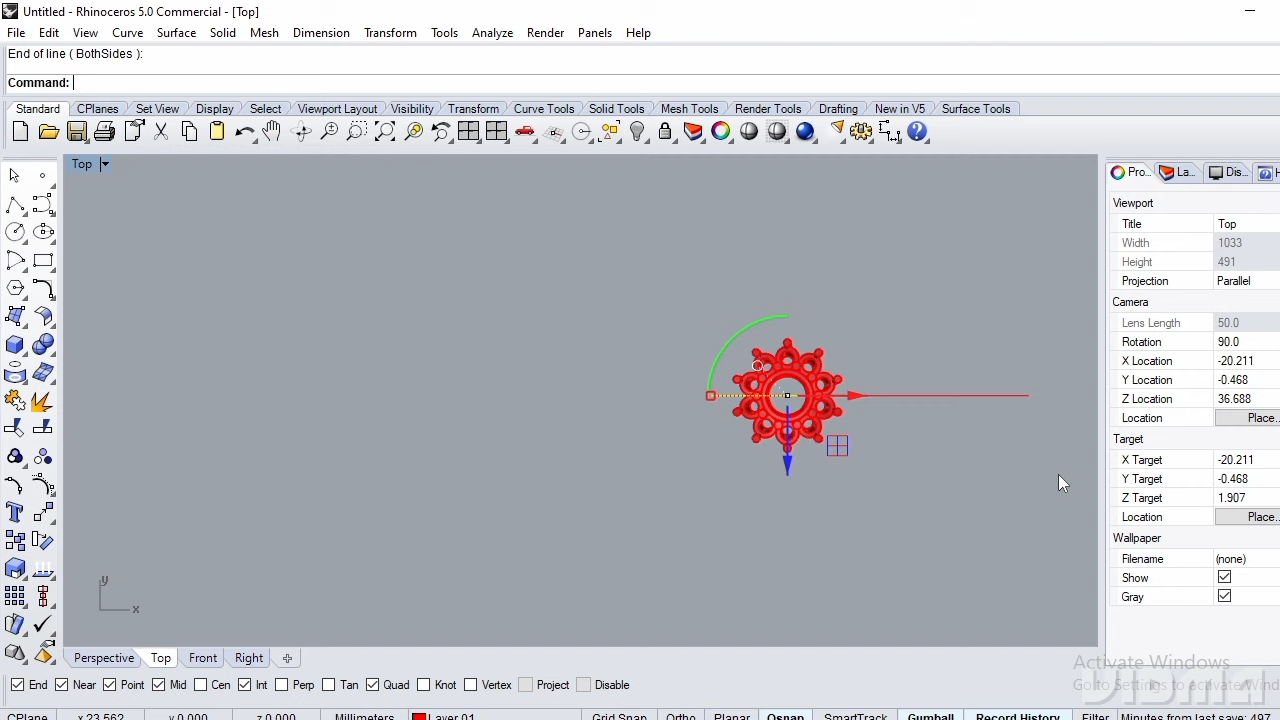 Untitled - Rhinoceros 5.0 Commercial - [Top]
File Edit View Curve Surface Solid Mesh Dimension Transform Tools Analyze Render Panels Help
End of line ( BothSides ):
Command:
Standard CPlanes Set View Display Select Viewport Layout Visibility Transform Curve Tools Solid Tools Mesh Tools Render Tools Drafting New in V5 Surface Tools
Top
Pro... La... Dis...
Viewport
Title Top
Width 1033
Height 491
Projection Parallel
Camera
Lens Length 50.0
Rotation 90.0
X Location -20.211
Y Location -0.468
Z Location 36.688
Location Place...
Target
X Target -20.211
Y Target -0.468
Z Target 1.907
Location Place...
Wallpaper
Filename (none)
Show
Gray
y
x
Perspective Top Front Right
Activate Windows
Go to Settings to activate Wind
End Near Point Mid Cen Int Perp Tan Quad Knot Vertex Project Disable
CPlane x 23.562 y 0.000 z 0.000 Millimeters Layer 01 Grid Snap Ortho Planar Osnap SmartTrack Gumball Record History Filter Minutes from last save: 497